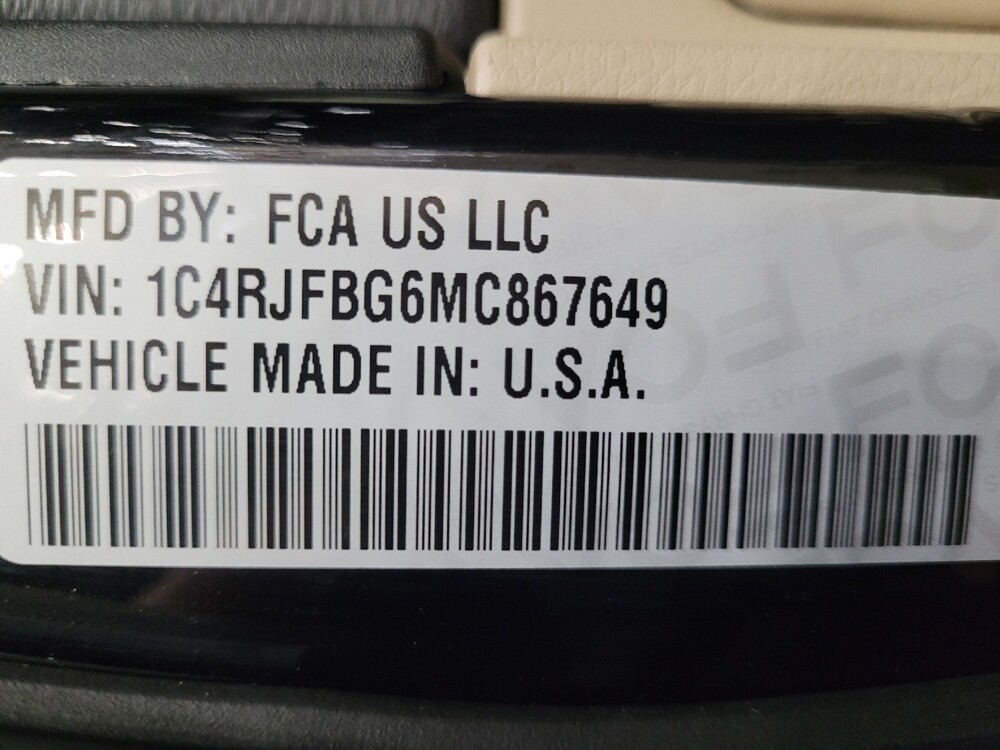 MFD BY: FCA US LLC
VIN: 1C4RJFBG6MC867649
VEHICLE MADE IN: U.S.A.